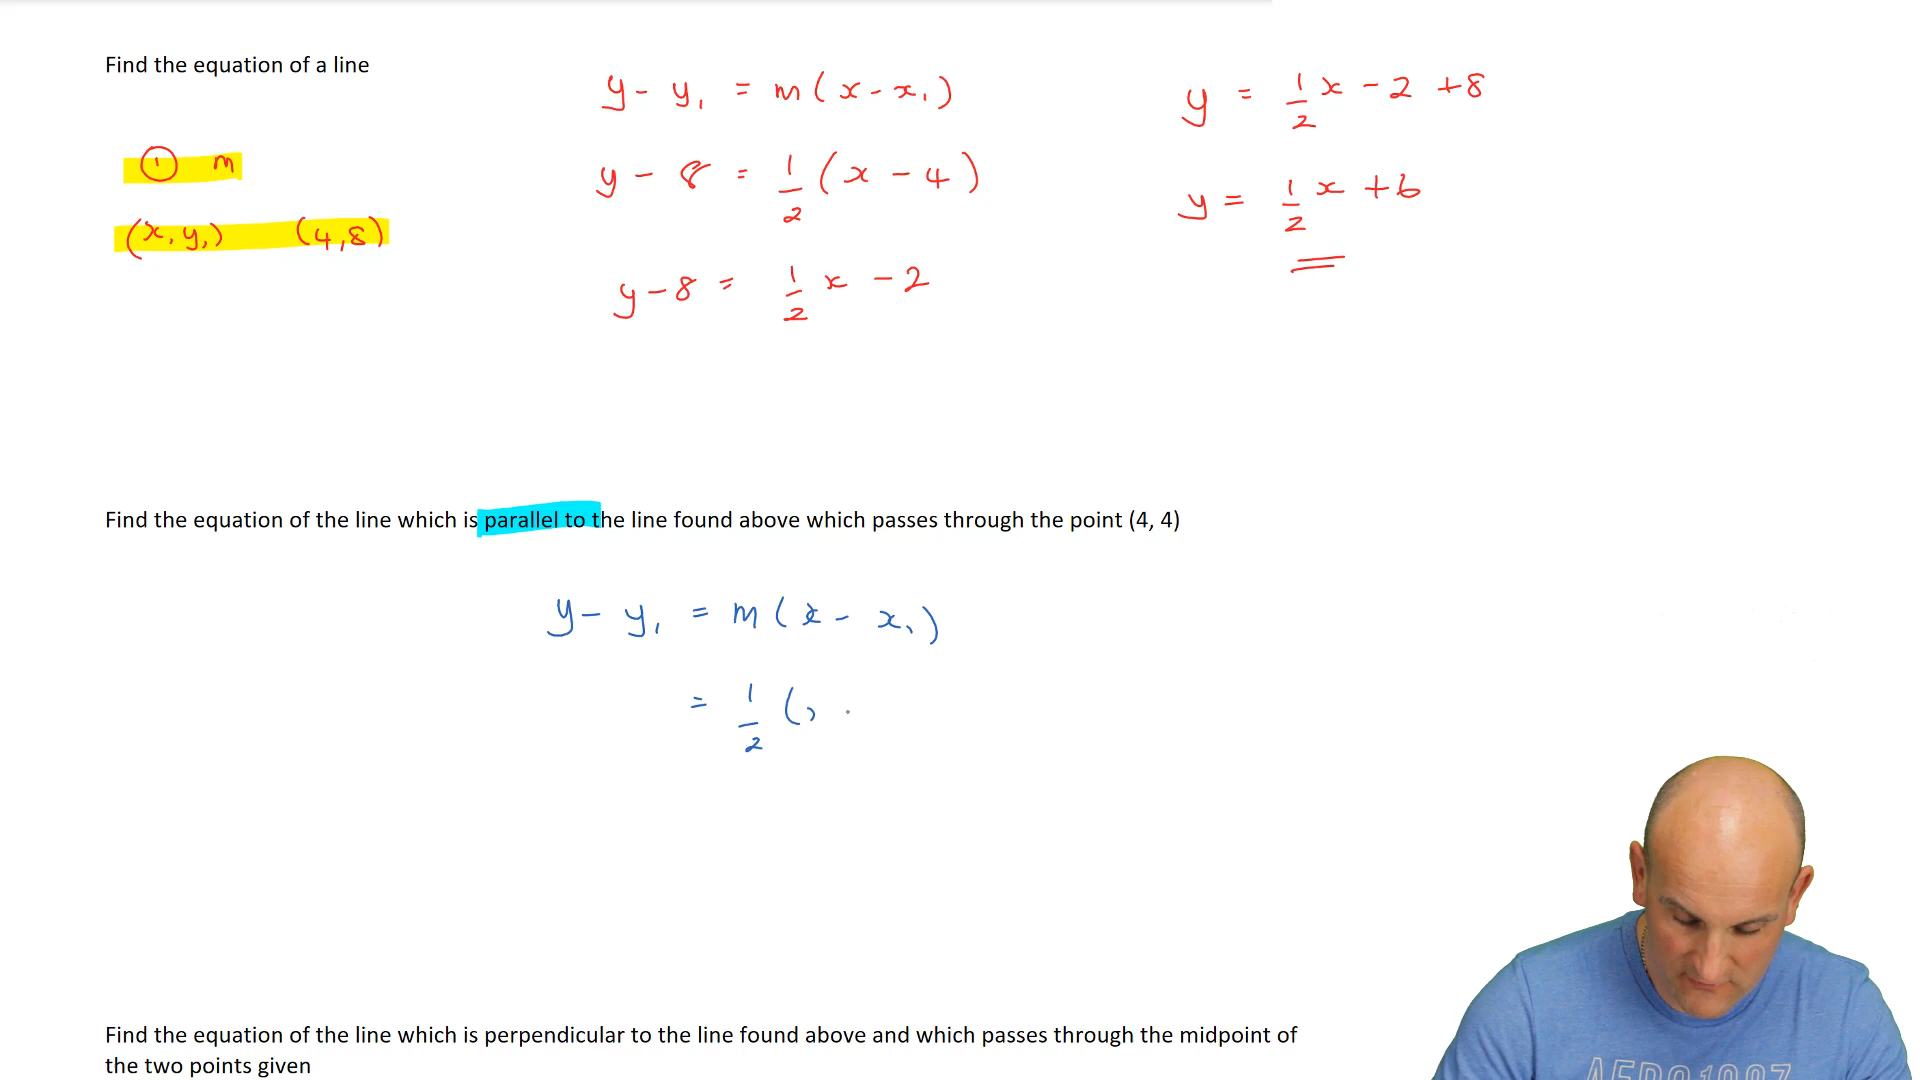 Find the equation of a line
① m
(x₁ y₁) (4,8)
y - y₁ = m(x - x₁)
y - 8 = 1/2 (x - 4)
y - 8 = 1/2 x - 2
y = 1/2 x - 2 + 8
y = 1/2 x + 6
Find the equation of the line which is parallel to the line found above which passes through the point (4, 4)
y - y₁ = m(x - x₁)
= 1/2 (
Find the equation of the line which is perpendicular to the line found above and which passes through the midpoint of
the two points given